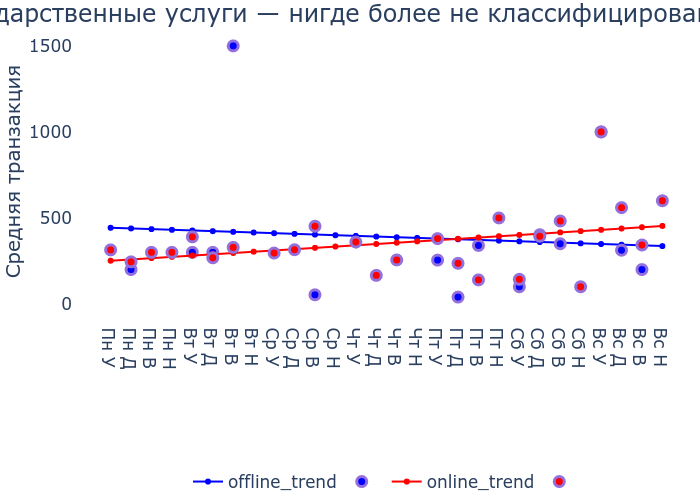 дарственные услуги — нигде более не классифицирова
Средняя транзакция
1500
1000
500
0
Пн У
Пн Д
Пн В
Пн Н
Вт У
Вт Д
Вт В
Вт Н
Ср У
Ср Д
Ср В
Ср Н
Чт У
Чт Д
Чт В
Чт Н
Пт У
Пт Д
Пт В
Пт Н
Сб У
Сб Д
Сб В
Сб Н
Вс У
Вс Д
Вс В
Вс Н
offline_trend
online_trend